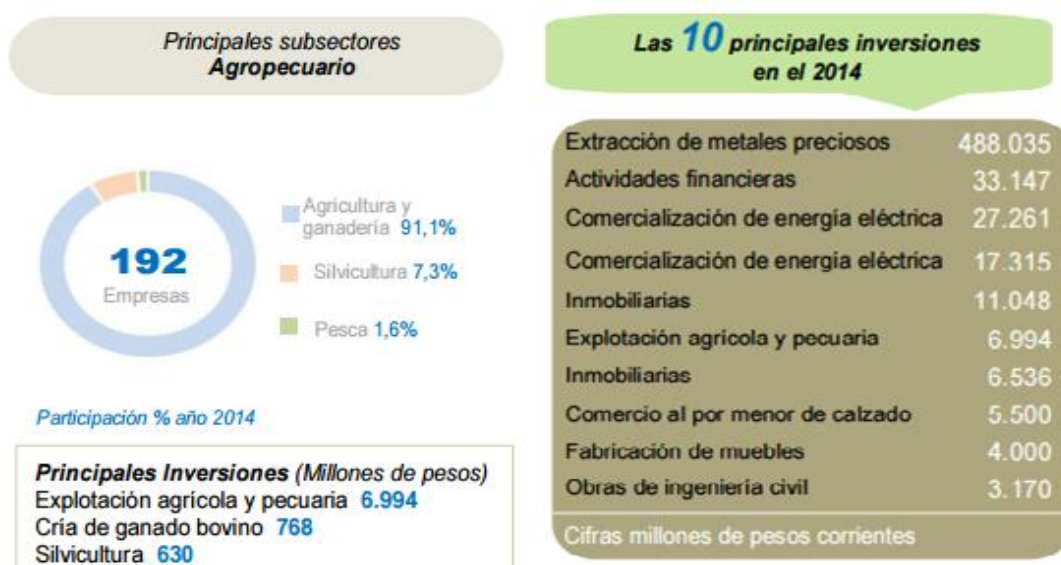 Principales subsectores
Agropecuario
192
Empresas
Agricultura y
ganadería 91,1%
Silvicultura 7,3%
Pesca 1,6%
Participación % año 2014
Principales Inversiones (Millones de pesos)
Explotación agrícola y pecuaria 6.994
Cría de ganado bovino 768
Silvicultura 630
Las 10 principales inversiones
en el 2014
Extracción de metales preciosos 488.035
Actividades financieras 33.147
Comercialización de energía eléctrica 27.261
Comercialización de energía eléctrica 17.315
Inmobiliarias 11.048
Explotación agrícola y pecuaria 6.994
Inmobiliarias 6.536
Comercio al por menor de calzado 5.500
Fabricación de muebles 4.000
Obras de ingeniería civil 3.170
Cifras millones de pesos corrientes